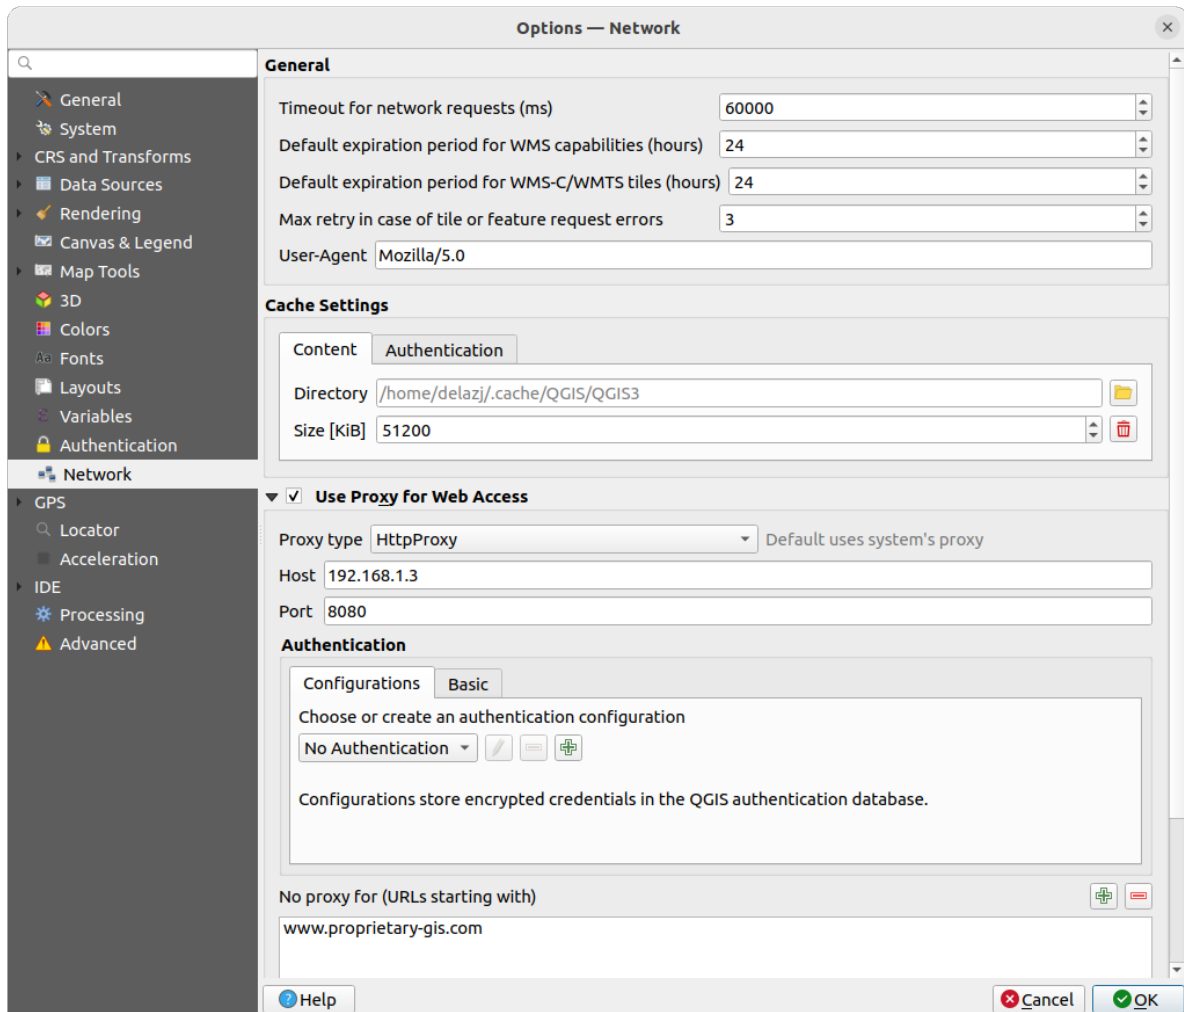 Options — Network
General
System
CRS and Transforms
Data Sources
Rendering
Canvas & Legend
Map Tools
3D
Colors
Aa Fonts
Layouts
ε Variables
Authentication
Network
GPS
Locator
Acceleration
IDE
Processing
Advanced
General
Timeout for network requests (ms) 60000
Default expiration period for WMS capabilities (hours) 24
Default expiration period for WMS-C/WMTS tiles (hours) 24
Max retry in case of tile or feature request errors 3
User-Agent Mozilla/5.0
Cache Settings
Content Authentication
Directory /home/delazj/.cache/QGIS/QGIS3
Size [KiB] 51200
Use Proxy for Web Access
Proxy type HttpProxy Default uses system's proxy
Host 192.168.1.3
Port 8080
Authentication
Configurations Basic
Choose or create an authentication configuration
No Authentication
Configurations store encrypted credentials in the QGIS authentication database.
No proxy for (URLs starting with)
www.proprietary-gis.com
Help Cancel OK